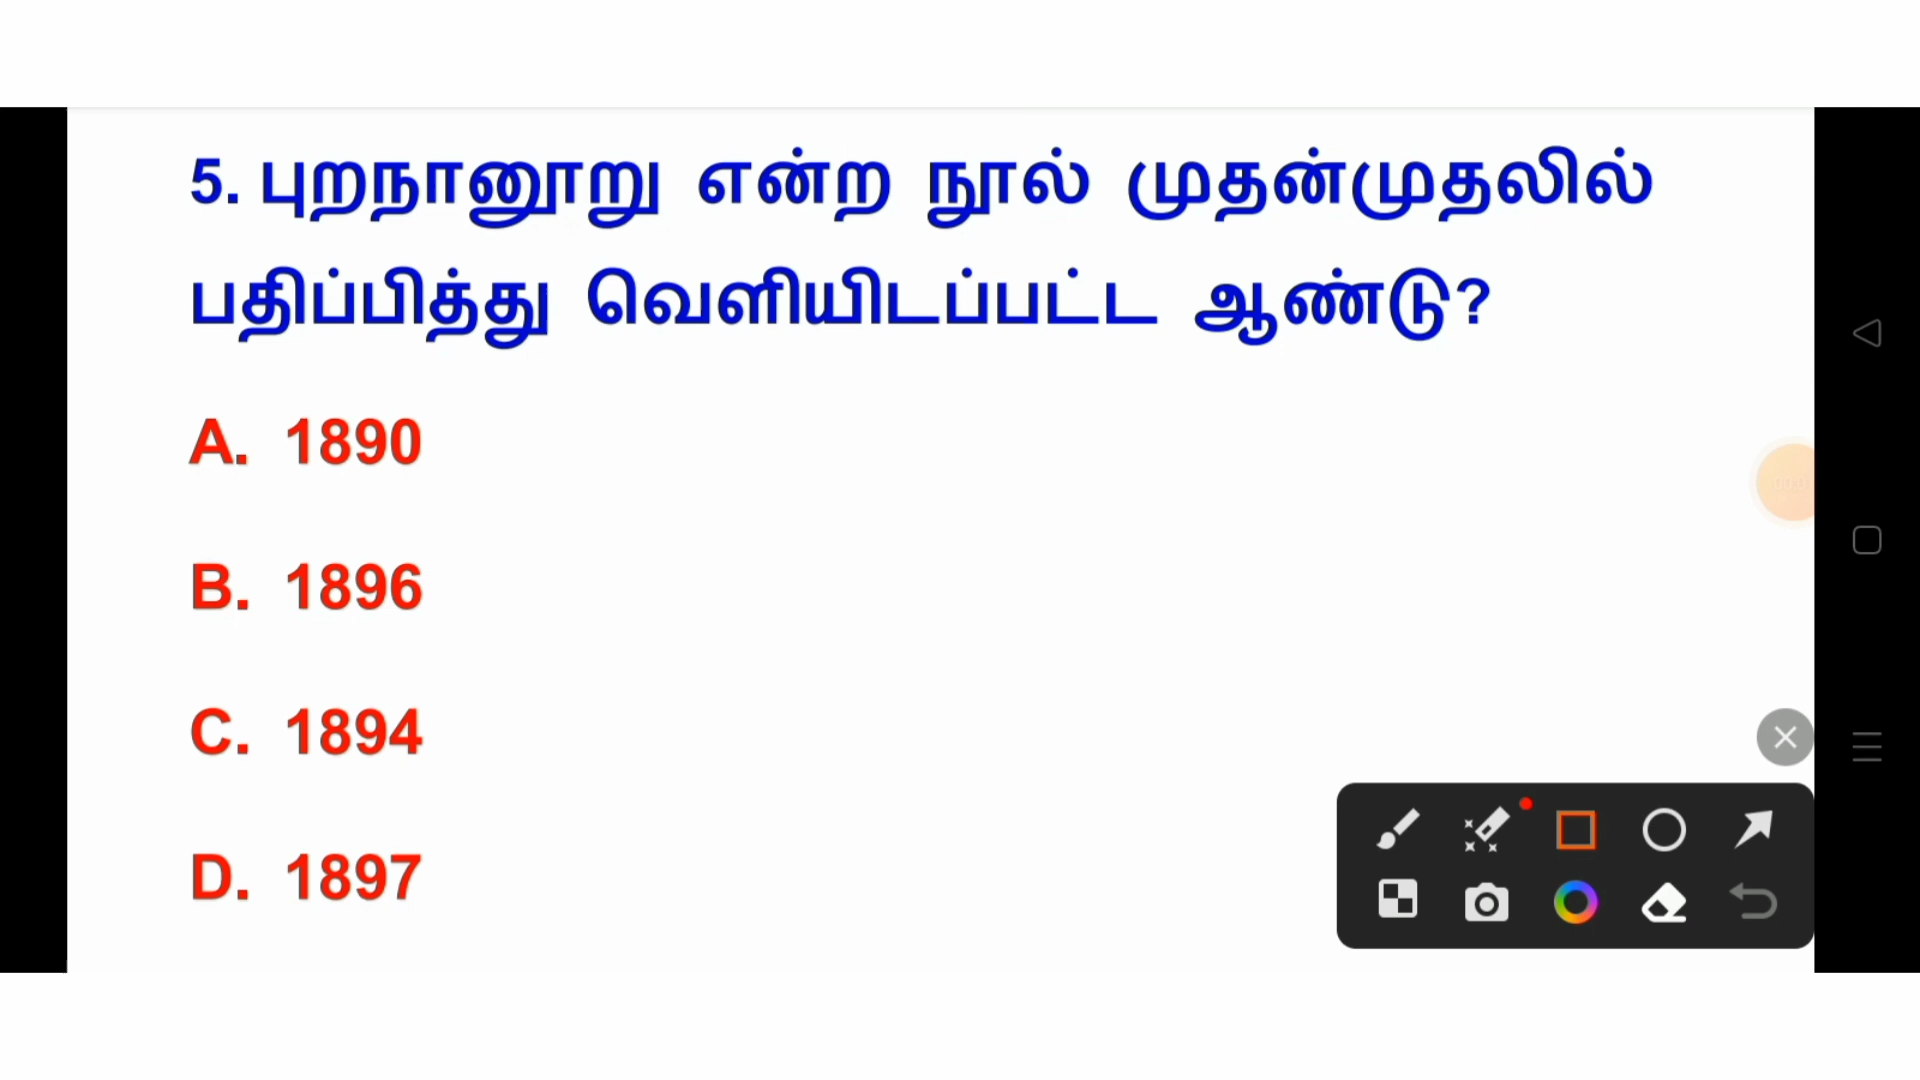 5. புறநானூறு என்ற நூல் முதன்முதலில்
பதிப்பித்து வெளியிடப்பட்ட ஆண்டு?
A. 1890
B. 1896
C. 1894
D. 1897